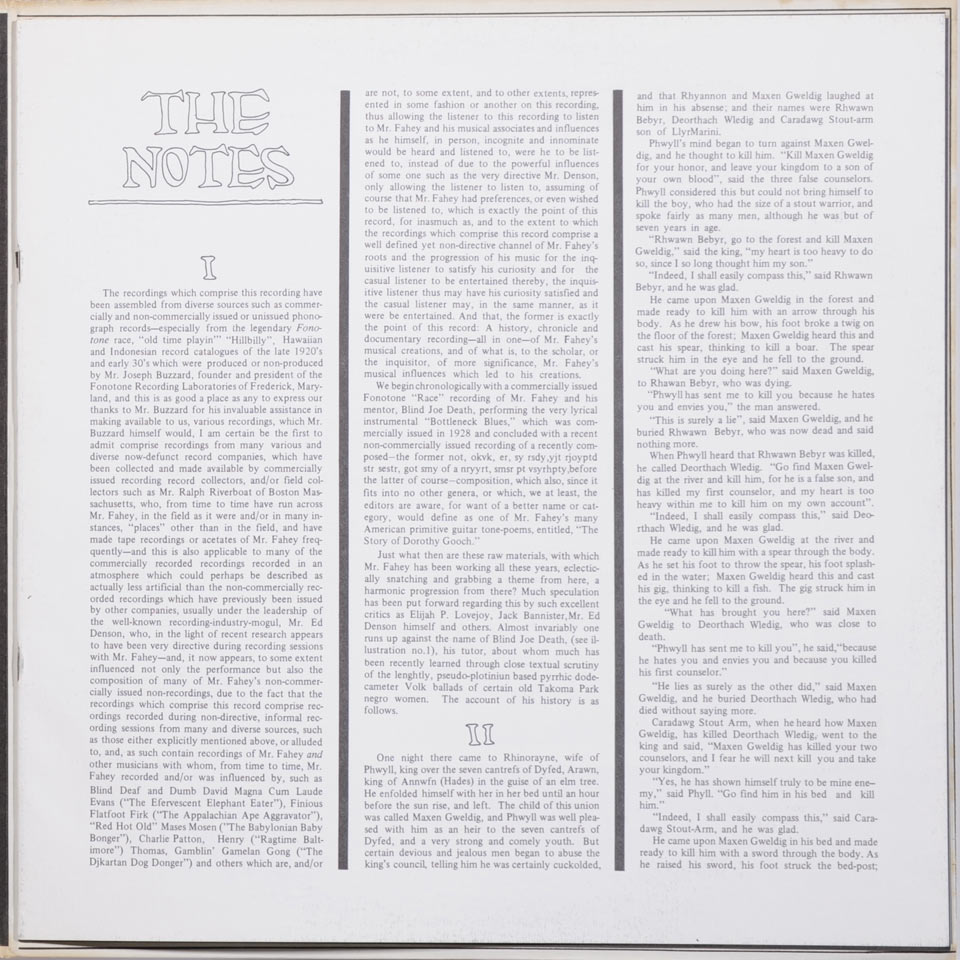 THE
NOTES
I
The recordings which comprise this recording have
been assembled from diverse sources such as commer-
cially and non-commercially issued or unissued phono-
graph records—especially from the legendary Fono-
tone race, "old time playin'" "Hillbilly", Hawaiian
and Indonesian record catalogues of the late 1920's
and early 30's which were produced or non-produced
by Mr. Joseph Buzzard, founder and president of the
Fonotone Recording Laboratories of Frederick, Mary-
land, and this is as good a place as any to express our
thanks to Mr. Buzzard for his invaluable assistance in
making available to us, various recordings, which Mr.
Buzzard himself would, I am certain be the first to
admit comprise recordings from many various and
diverse now-defunct record companies, which have
been collected and made available by commercially
issued recording record collectors, and/or field col-
lectors such as Mr. Ralph Riverboat of Boston Mas-
sachusetts, who, from time to time have run across
Mr. Fahey, in the field as it were and/or in many in-
stances, "places" other than in the field, and have
made tape recordings or acetates of Mr. Fahey freq-
quently—and this is also applicable to many of the
commercially recorded recordings recorded in an
atmosphere which could perhaps be described as
actually less artificial than the non-commercially rec-
orded recordings which have previously been issued
by other companies, usually under the leadership of
the well-known recording-industry-mogul, Mr. Ed
Denson, who, in the light of recent research appears
to have been very directive during recording sessions
with Mr. Fahey—and, it now appears, to some extent
influenced not only the performance but also the
composition of many of Mr. Fahey's non-commer-
cially issued non-recordings, due to the fact that the
recordings which comprise this record comprise rec-
ordings recorded during non-directive, informal rec-
ording sessions from many and diverse sources, such
as those either explicitly mentioned above, or alluded
to, and, as such contain recordings of Mr. Fahey and
other musicians with whom, from time to time, Mr.
Fahey recorded and/or was influenced by, such as
Blind Deaf and Dumb David Magna Cum Laude
Evans ("The Efervescent Elephant Eater"), Finious
Flatfoot Firk ("The Appalachian Ape Aggravator"),
"Red Hot Old" Mases Mosen ("The Babylonian Baby
Bonger"), Charlie Patton, Henry ("Ragtime Balt-
imore") Thomas, Gamblin' Gamelan Gong ("The
Djkartan Dog Donger") and others which are, and/or
are not, to some extent, and to other extents, repres-
ented in some fashion or another on this recording,
thus allowing the listener to this recording to listen
to Mr. Fahey and his musical associates and influences
as he himself, in person, incognite and innominate
would be heard and listened to, were he to be list-
ened to, instead of due to the powerful influences
of some one such as the very directive Mr. Denson,
only allowing the listener to listen to, assuming of
course that Mr. Fahey had preferences, or even wished
to be listened to, which is exactly the point of this
record, for inasmuch as, and to the extent to which
the recordings which comprise this record comprise a
well defined yet non-directive channel of Mr. Fahey's
roots and the progression of his music for the inq-
uisitive listener to satisfy his curiosity and for the
casual listener to be entertained thereby, the inquis-
itive listener thus may have his curiosity satisfied and
the casual listener may, in the same manner, as it
were be entertained. And that, the former is exactly
the point of this record: A history, chronicle and
documentary recording—all in one—of Mr. Fahey's
musical creations, and of what is, to the scholar, or
the inquisitor, of more significance, Mr. Fahey's
musical influences which led to his creations.
We begin chronologically with a commercially issued
Fonotone "Race" recording of Mr. Fahey and his
mentor, Blind Joe Death, performing the very lyrical
instrumental "Bottleneck Blues," which was com-
mercially issued in 1928 and concluded with a recent
non-commercially issued recording of a recently com-
posed—the former not, okvk, er, sy rsdy,yjt rjoyptd
str sestr, got smy of a nryyrt, smsr pt vsyrhpty,before
the latter of course—composition, which also, since it
fits into no other genera, or which, we at least, the
editors are aware, for want of a better name or cat-
egory, would define as one of Mr. Fahey's many
American primitive guitar tone-poems, entitled, "The
Story of Dorothy Gooch."
Just what then are these raw materials, with which
Mr. Fahey has been working all these years, eclectic-
ally snatching and grabbing a theme from here, a
harmonic progression from there? Much speculation
has been put forward regarding this by such excellent
critics as Elijah P. Lovejoy, Jack Bannister,Mr. Ed
Denson himself and others. Almost invariably one
runs up against the name of Blind Joe Death, (see il-
lustration no.1), his tutor, about whom much has
been recently learned through close textual scrutiny
of the lenghtly, pseudo-plotiniun based pyrrhic dode-
cameter Volk ballads of certain old Takoma Park
negro women. The account of his history is as
follows.
II
One night there came to Rhinorayne, wife of
Phwyll, king over the seven cantrefs of Dyfed, Arawn,
king of Annwfn (Hades) in the guise of an elm tree.
He enfolded himself with her in her bed until an hour
before the sun rise, and left. The child of this union
was called Maxen Gweldig, and Phwyll was well plea-
sed with him as an heir to the seven cantrefs of
Dyfed, and a very strong and comely youth. But
certain devious and jealous men began to abuse the
king's council, telling him he was certainly cuckolded,
and that Rhyannon and Maxen Gweldig laughed at
him in his absense; and their names were Rhwawn
Bebyr, Deorthach Wledig and Caradawg Stout-arm
son of LlyrMarini.
Phwyll's mind began to turn against Maxen Gwel-
dig, and he thought to kill him. "Kill Maxen Gweldig
for your honor, and leave your kingdom to a son of
your own blood", said the three false counselors.
Phwyll considered this but could not bring himself to
kill the boy, who had the size of a stout warrior, and
spoke fairly as many men, although he was but of
seven years in age.
"Rhwawn Bebyr, go to the forest and kill Maxen
Gweldig," said the king, "my heart is too heavy to do
so, since I so long thought him my son."
"Indeed, I shall easily compass this," said Rhwawn
Bebyr, and he was glad.
He came upon Maxen Gweldig in the forest and
made ready to kill him with an arrow through his
body. As he drew his bow, his foot broke a twig on
the floor of the forest; Maxen Gweldig heard this and
cast his spear, thinking to kill a boar. The spear
struck him in the eye and he fell to the ground.
"What are you doing here?" said Maxen Gweldig,
to Rhawan Bebyr, who was dying.
"Phwyll has sent me to kill you because he hates
you and envies you," the man answered.
"This is surely a lie", said Maxen Gweldig, and he
buried Rhwawn Bebyr, who was now dead and said
nothing more.
When Phwyll heard that Rhwawn Bebyr was killed,
he called Deorthach Wledig. "Go find Maxen Gwel-
dig at the river and kill him, for he is a false son, and
has killed my first counselor, and my heart is too
heavy within me to kill him on my own account".
"Indeed, I shall easily compass this," said Deo-
rthach Wledig, and he was glad.
He came upon Maxen Gweldig at the river and
made ready to kill him with a spear through the body.
As he set his foot to throw the spear, his foot splash-
ed in the water; Maxen Gweldig heard this and cast
his gig, thinking to kill a fish. The gig struck him in
the eye and he fell to the ground.
"What has brought you here?" said Maxen
Gweldig to Deorthach Wledig, who was close to
death.
"Phwyll has sent me to kill you", he said,"because
he hates you and envies you and because you killed
his first counselor."
"He lies as surely as the other did," said Maxen
Gweldig, and he buried Deorthach Wledig, who had
died without saying more.
Caradawg Stout Arm, when he heard how Maxen
Gweldig, has killed Deorthach Wledig, went to the
king and said, "Maxen Gweldig has killed your two
counselors, and I fear he will next kill you and take
your kingdom."
"Yes, he has shown himself truly to be mine ene-
my," said Phyll. "Go find him in his bed and kill
him."
"Indeed, I shall easily compass this," said Cara-
dawg Stout-Arm, and he was glad.
He came upon Maxen Gweldig in his bed and made
ready to kill him with a sword through the body. As
he raised his sword, his foot struck the bed-post;